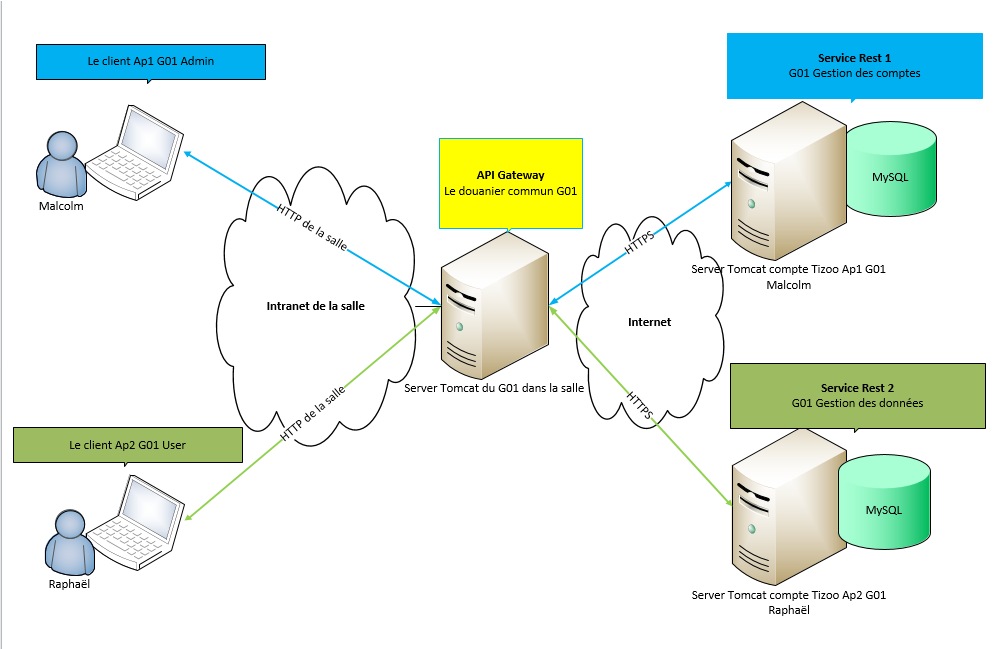 Le client Ap1 G01 Admin
Malcolm
HTTP de la salle
Intranet de la salle
HTTP de la salle
Le client Ap2 G01 User
Raphaël
API Gateway
Le douanier commun G01
Server Tomcat du G01 dans la salle
HTTPS
Internet
HTTPS
Service Rest 1
G01 Gestion des comptes
MySQL
Server Tomcat compte Tizoo Ap1 G01
Malcolm
Service Rest 2
G01 Gestion des données
MySQL
Server Tomcat compte Tizoo Ap2 G01
Raphaël